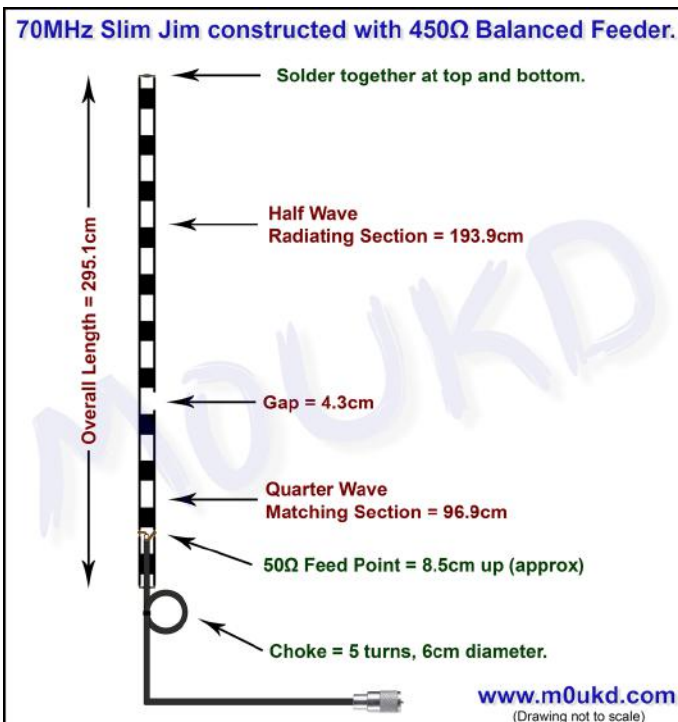 70MHz Slim Jim constructed with 450Ω Balanced Feeder.
Solder together at top and bottom.
Half Wave
Radiating Section = 193.9cm
Overall Length = 295.1cm
Gap = 4.3cm
Quarter Wave
Matching Section = 96.9cm
50Ω Feed Point = 8.5cm up (approx)
Choke = 5 turns, 6cm diameter.
www.m0ukd.com
(Drawing not to scale)
M0UKD